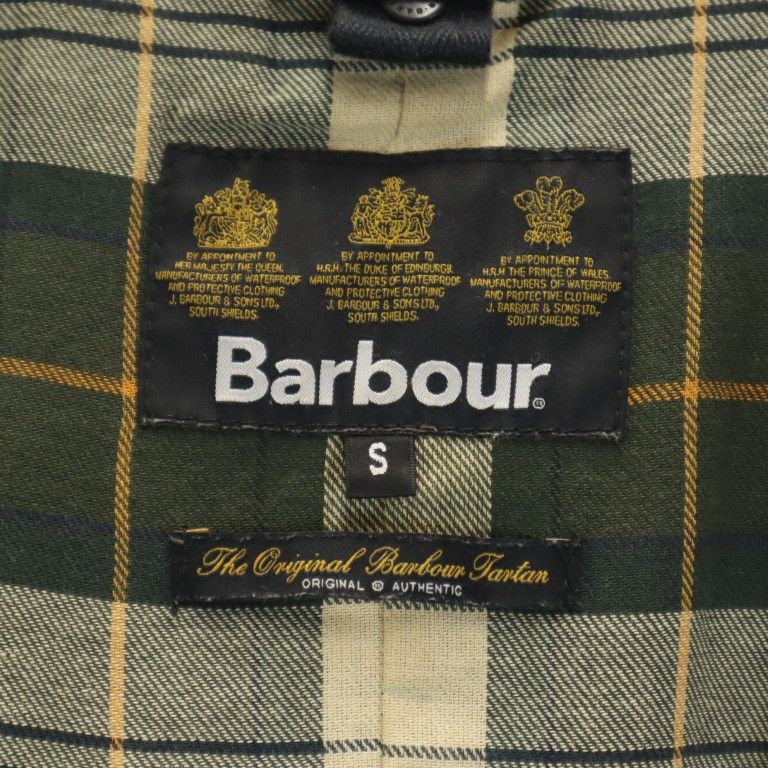 BY APPOINTMENT TO
HER MAJESTY THE QUEEN.
MANUFACTURERS OF WATERPROOF
AND PROTECTIVE CLOTHING
J. BARBOUR & SONS LTD.,
SOUTH SHIELDS.
BY APPOINTMENT TO
H.R.H. THE DUKE OF EDINBURGH.
MANUFACTURERS OF WATERPROOF
AND PROTECTIVE CLOTHING
J. BARBOUR & SONS LTD.,
SOUTH SHIELDS.
BY APPOINTMENT TO
H.R.H THE PRINCE OF WALES.
MANUFACTURERS OF WATERPROOF
AND PROTECTIVE CLOTHING
J. BARBOUR & SONS LTD.,
SOUTH SHIELDS.
Barbour®
S
The Original Barbour Tartan
ORIGINAL ® AUTHENTIC